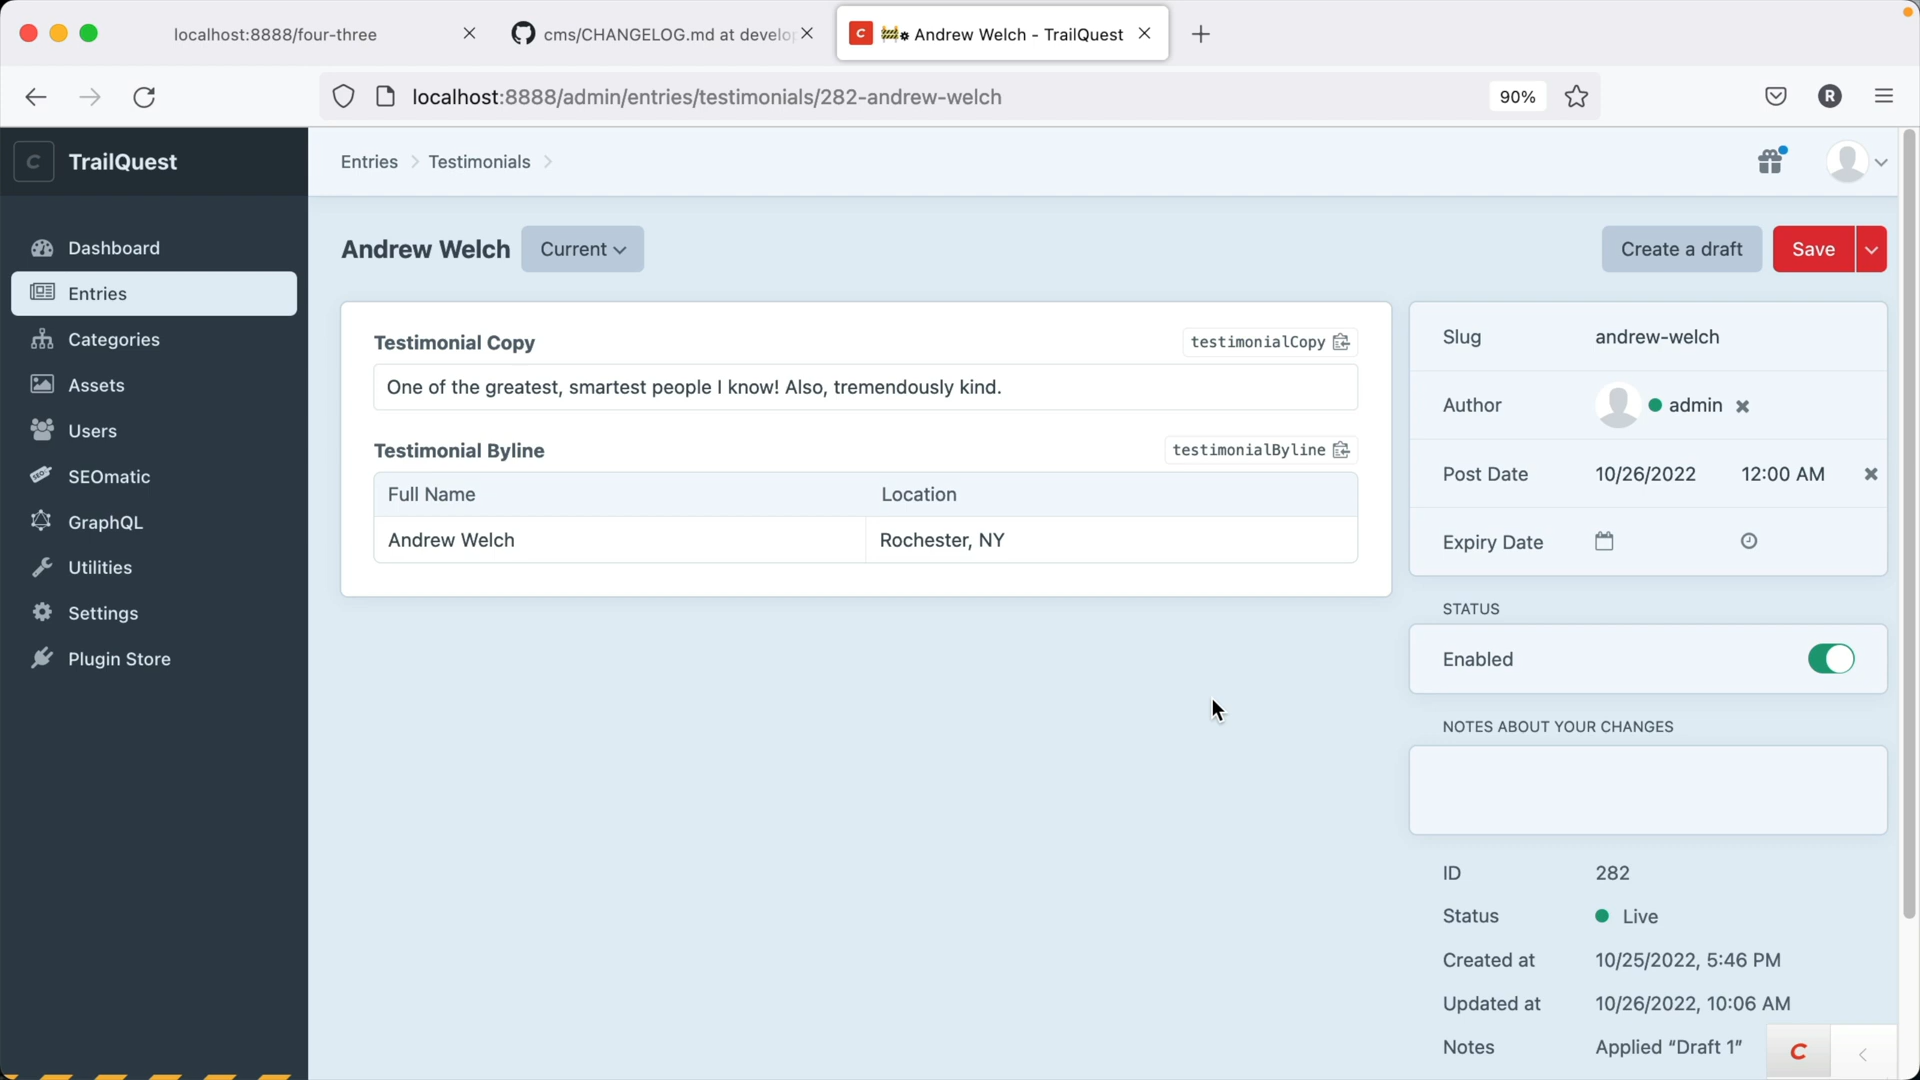 localhost:8888/four-three
cms/CHANGELOG.md at develo
C Andrew Welch - TrailQuest
localhost:8888/admin/entries/testimonials/282-andrew-welch
90%
R
C TrailQuest
Entries Testimonials
Andrew Welch Current
Create a draft Save
Dashboard
Entries
Categories
Assets
Users
SEOmatic
GraphQL
Utilities
Settings
Plugin Store
Testimonial Copy testimonialCopy
One of the greatest, smartest people I know! Also, tremendously kind.
Testimonial Byline testimonialByline
Full Name Location
Andrew Welch Rochester, NY
Slug andrew-welch
Author admin
Post Date 10/26/2022 12:00 AM
Expiry Date
STATUS
Enabled
NOTES ABOUT YOUR CHANGES
ID 282
Status Live
Created at 10/25/2022, 5:46 PM
Updated at 10/26/2022, 10:06 AM
Notes Applied “Draft 1”
C